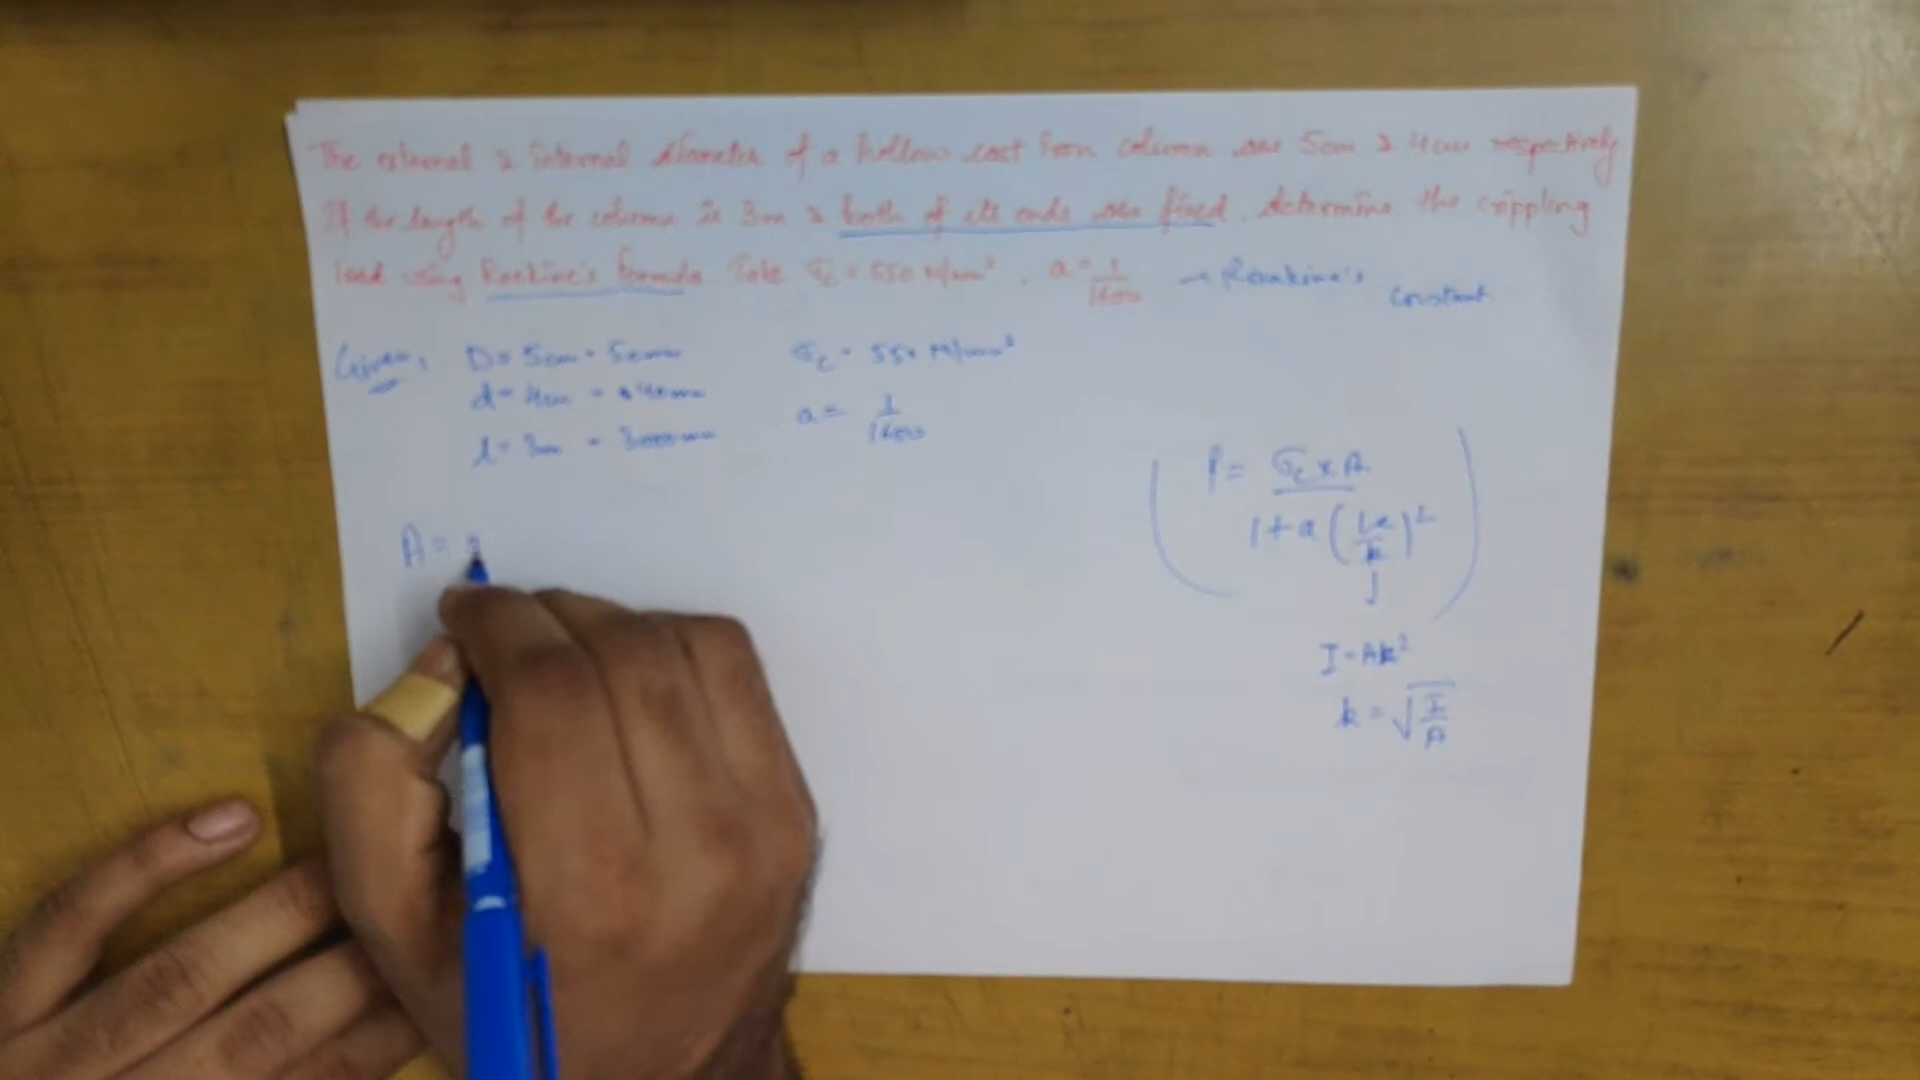 The external & internal diameter of a hollow cast iron column are 5cm & 4cm respectively
If the length of the column is 3m & both of its ends are fixed, determine the crippling
load using Rankine's formula Take σc = 550 N/mm² . a = 1/1600 → Rankine's constant
Given, D = 5cm = 50mm σc = 550 N/mm²
d = 4cm = 40mm a = 1/1600
l = 3m = 3000mm
P = σc x A / 1 + a (Le/k)²
A =
I = Ak²
k = √I/A